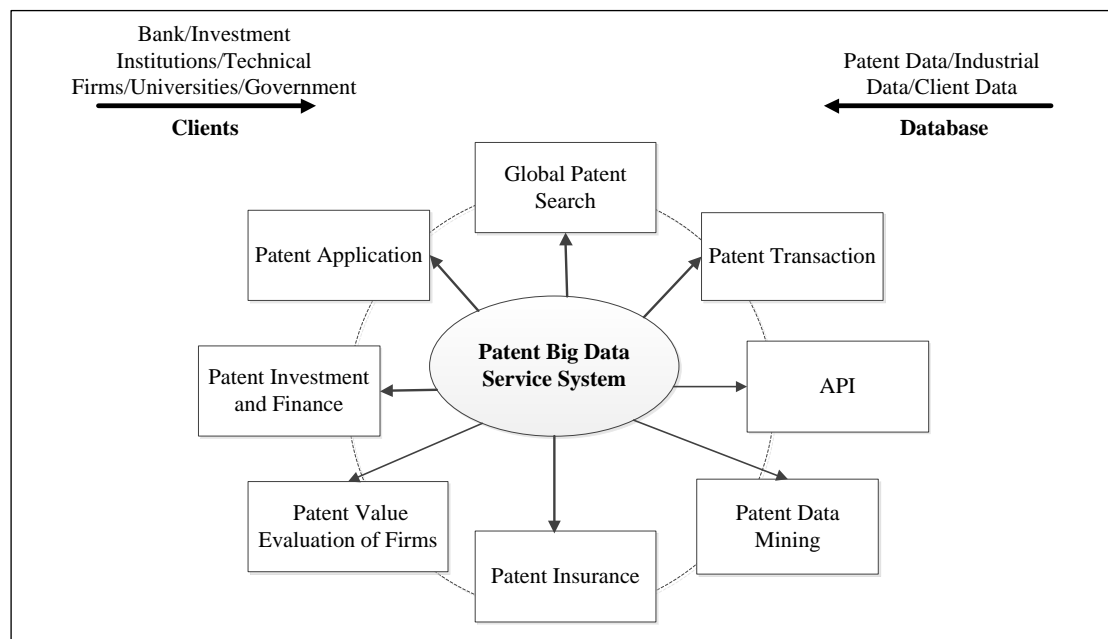 Bank/Investment
Institutions/Technical
Firms/Universities/Government
Clients
Patent Data/Industrial
Data/Client Data
Database
Global Patent
Search
Patent Application
Patent Transaction
Patent Big Data
Service System
Patent Investment
and Finance
API
Patent Value
Evaluation of Firms
Patent Data
Mining
Patent Insurance